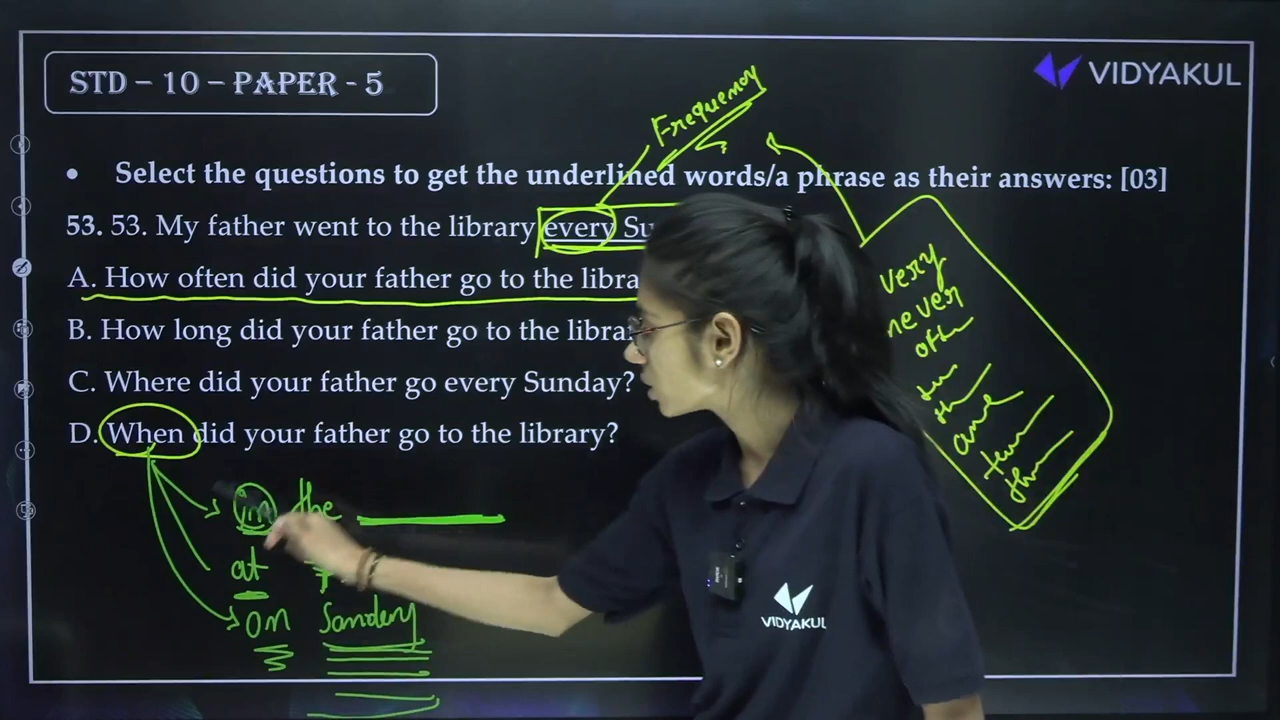 STD – 10 – PAPER - 5
VIDYAKUL
Frequency
• Select the questions to get the underlined words/a phrase as their answers: [03]
53. 53. My father went to the library every Su
A. How often did your father go to the libra
B. How long did your father go to the libra
C. Where did your father go every Sunday?
D. When did your father go to the library?
very
never
in the
at
on Sandery
VIDYAKUL